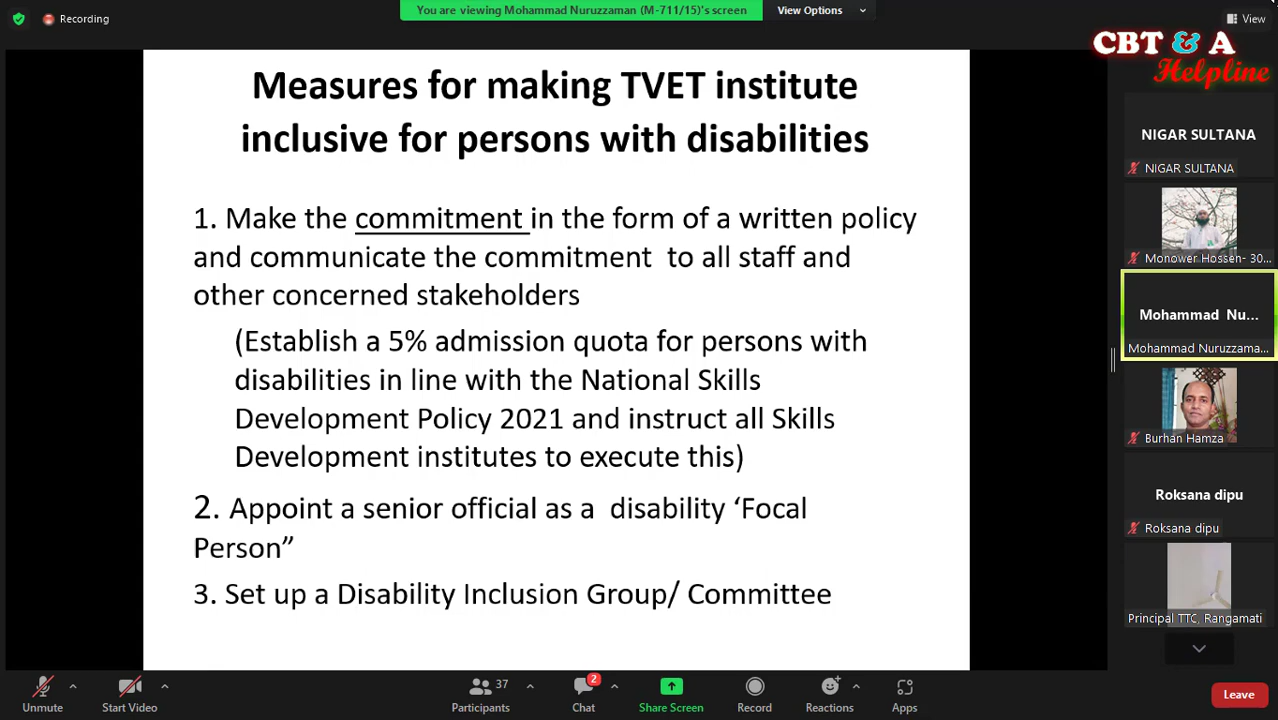 Recording
You are viewing Mohammad Nuruzzaman (M-711/15)'s screen
View Options
View
CBT & A
Helpline
Measures for making TVET institute
inclusive for persons with disabilities
1. Make the commitment in the form of a written policy
and communicate the commitment to all staff and
other concerned stakeholders
(Establish a 5% admission quota for persons with
disabilities in line with the National Skills
Development Policy 2021 and instruct all Skills
Development institutes to execute this)
2. Appoint a senior official as a disability ‘Focal
Person”
3. Set up a Disability Inclusion Group/ Committee
NIGAR SULTANA
NIGAR SULTANA
Monower Hossen- 30...
Mohammad Nu...
Mohammad Nuruzzama...
Burhan Hamza
Roksana dipu
Roksana dipu
Principal TTC, Rangamati
Unmute
Start Video
37
Participants
2
Chat
Share Screen
Record
Reactions
Apps
Leave